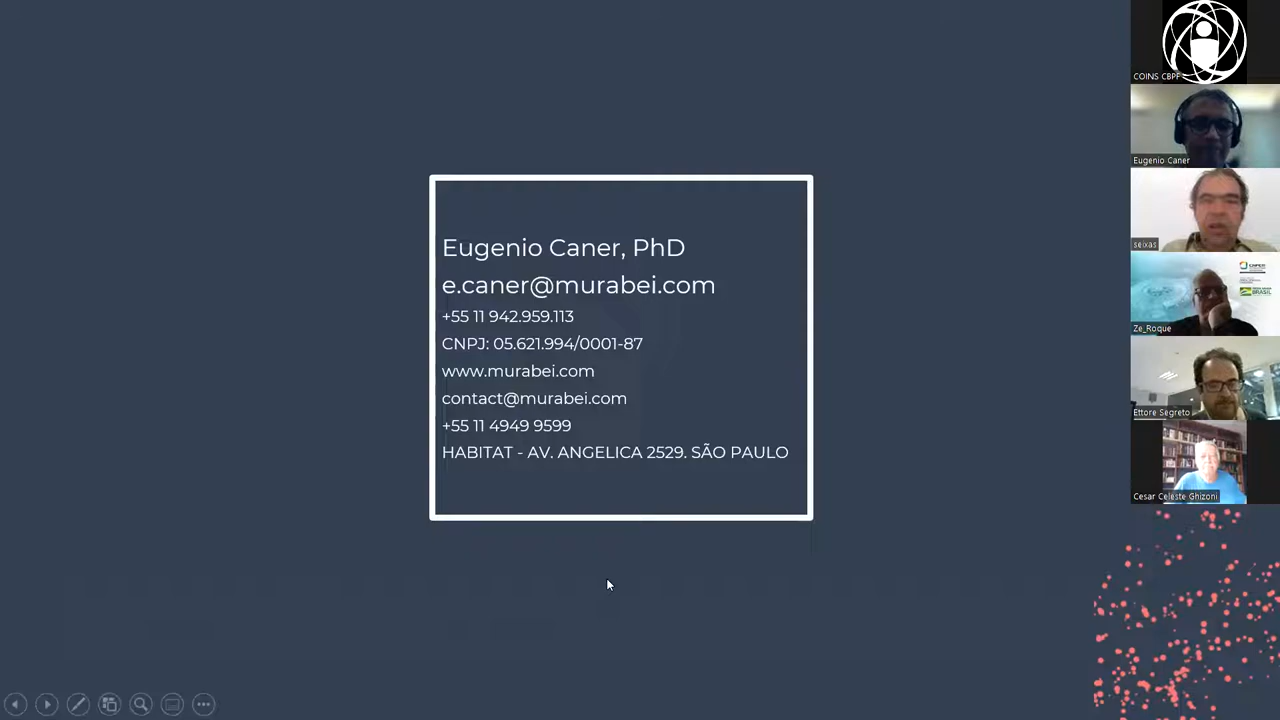 Eugenio Caner, PhD
e.caner@murabei.com
+55 11 942.959.113
CNPJ: 05.621.994/0001-87
www.murabei.com
contact@murabei.com
+55 11 4949 9599
HABITAT - AV. ANGELICA 2529. SÃO PAULO
COINS CBPF
Eugenio Caner
seixas
BRASIL
Ze_Roque
Ettore Segreto
Cesar Celeste Ghizoni